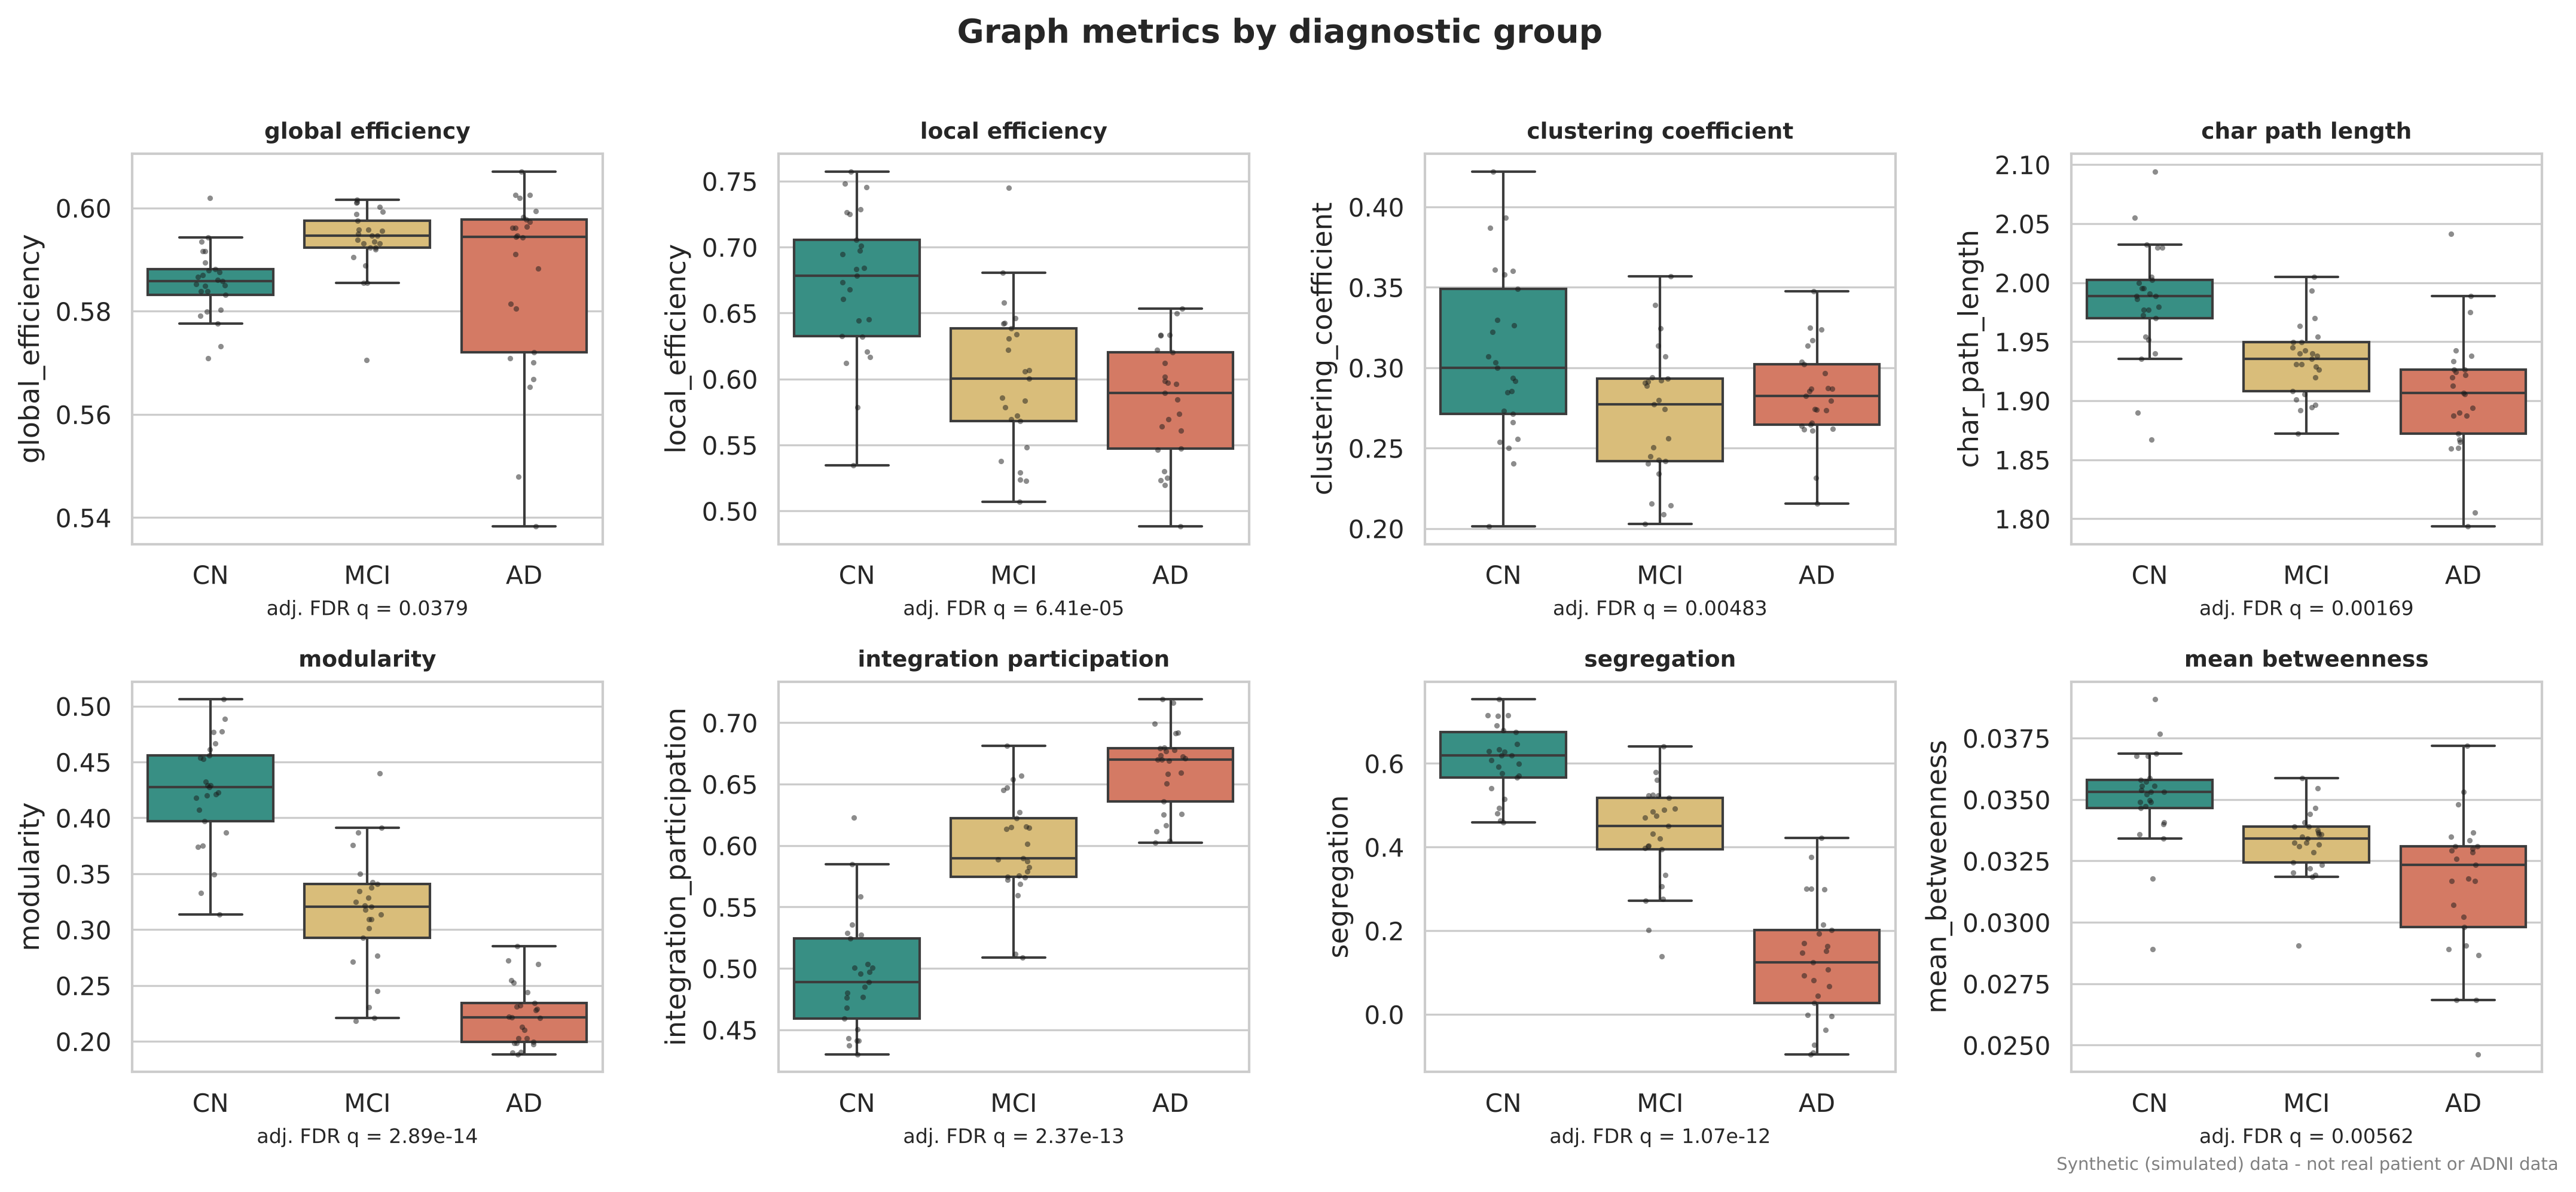 Graph metrics by diagnostic group
global efficiency
global_efficiency
0.60
0.58
0.56
0.54
CN MCI AD
adj. FDR q = 0.0379
local efficiency
local_efficiency
0.75
0.70
0.65
0.60
0.55
0.50
CN MCI AD
adj. FDR q = 6.41e-05
clustering coefficient
clustering_coefficient
0.40
0.35
0.30
0.25
0.20
CN MCI AD
adj. FDR q = 0.00483
char path length
char_path_length
2.10
2.05
2.00
1.95
1.90
1.85
1.80
CN MCI AD
adj. FDR q = 0.00169
modularity
modularity
0.50
0.45
0.40
0.35
0.30
0.25
0.20
CN MCI AD
adj. FDR q = 2.89e-14
integration participation
integration_participation
0.70
0.65
0.60
0.55
0.50
0.45
CN MCI AD
adj. FDR q = 2.37e-13
segregation
segregation
0.6
0.4
0.2
0.0
CN MCI AD
adj. FDR q = 1.07e-12
mean betweenness
mean_betweenness
0.0375
0.0350
0.0325
0.0300
0.0275
0.0250
CN MCI AD
adj. FDR q = 0.00562
Synthetic (simulated) data - not real patient or ADNI data